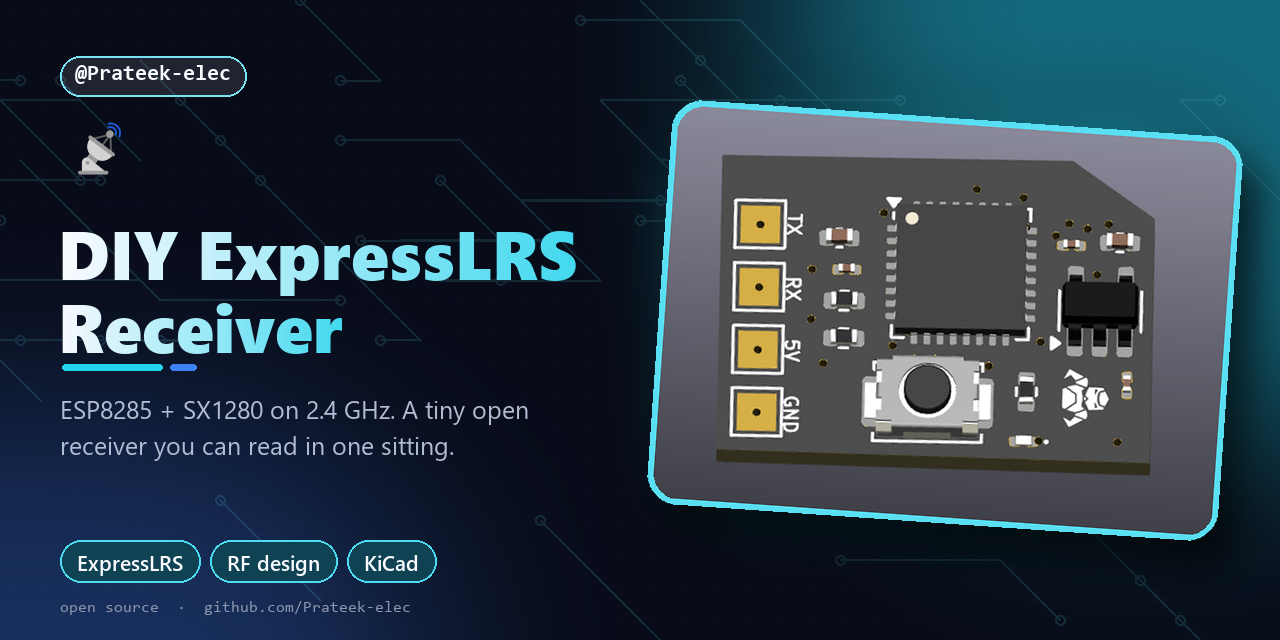 @Prateek-elec
DIY ExpressLRS
Receiver
ESP8285 + SX1280 on 2.4 GHz. A tiny open
receiver you can read in one sitting.
ExpressLRS RF design KiCad
open source · github.com/Prateek-elec
TX
RX
5V
GND